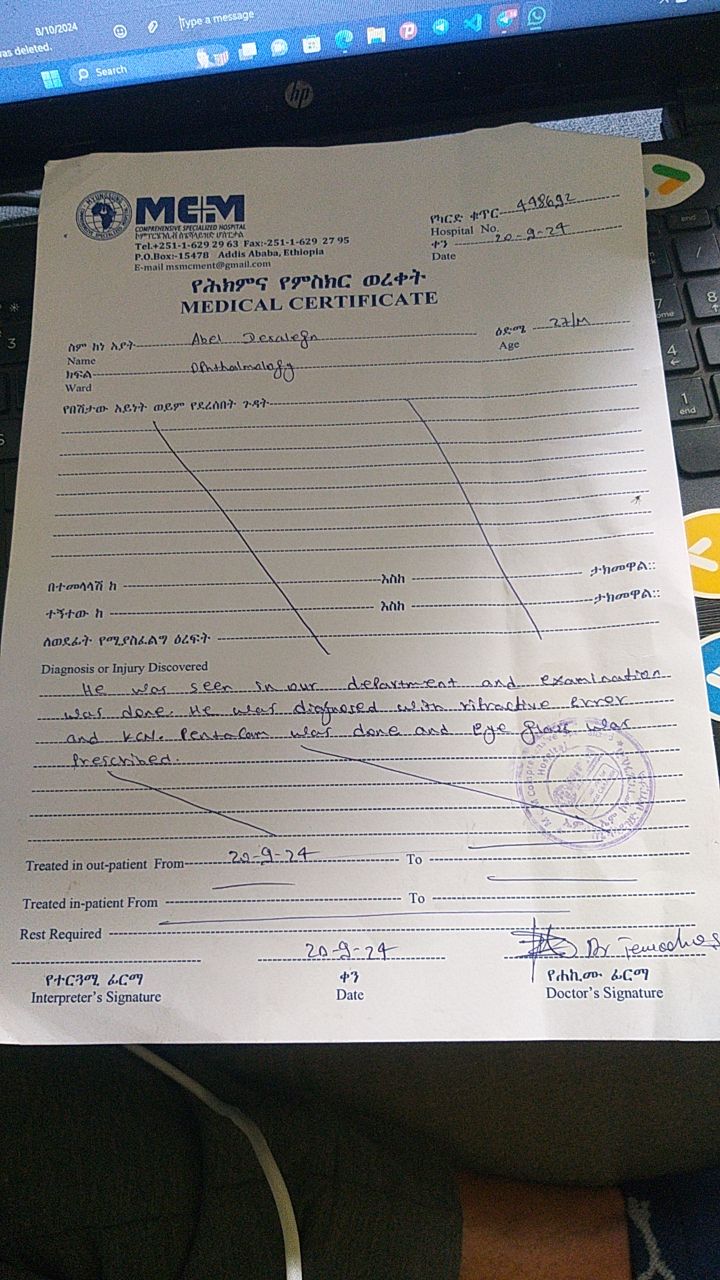 8/10/2024
Type a message
was deleted.
Search
hp
MCM
COMPREHENSIVE SPECIALIZED HOSPITAL
Tel.+251-1-629 29 63 Fax:-251-1-629 27 95
P.O.Box:-15478 Addis Ababa, Ethiopia
E-mail msmcment@gmail.com
የካርድ ቁጥር 498692
Hospital No.
ቀን 20-9-24
Date
የሕክምና የምስክር ወረቀት
MEDICAL CERTIFICATE
ስም ከነ አያት Abel Desalegn ዕድሜ 27/M
Name Age
ክፍል Ophthalmology
Ward
የበሽታው አይነት ወይም የደረሰበት ጉዳት
በተመላላሽ ከ እስከ ታክመዋል::
ተኝተው ከ እስከ ታክመዋል::
ለወደፊት የሚያስፈልግ ዕረፍት
Diagnosis or Injury Discovered
He was seen in our department and examination
was done. He was diagnosed with rifractive Error
and KCN. Pentacam was done and eye glass was
Prescribed.
Treated in out-patient From 20-9-24 To
Treated in-patient From To
Rest Required
20-9-24 Dr
የተርጓሚ ፊርማ ቀን የሐኪሙ ፊርማ
Interpreter's Signature Date Doctor's Signature